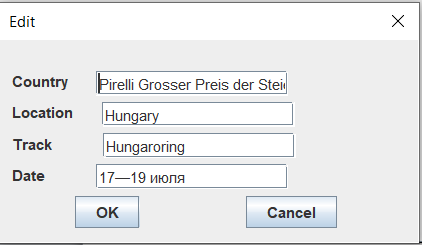 Edit
Country Pirelli Grosser Preis der Stei
Location Hungary
Track Hungaroring
Date 17—19 июля
OK Cancel